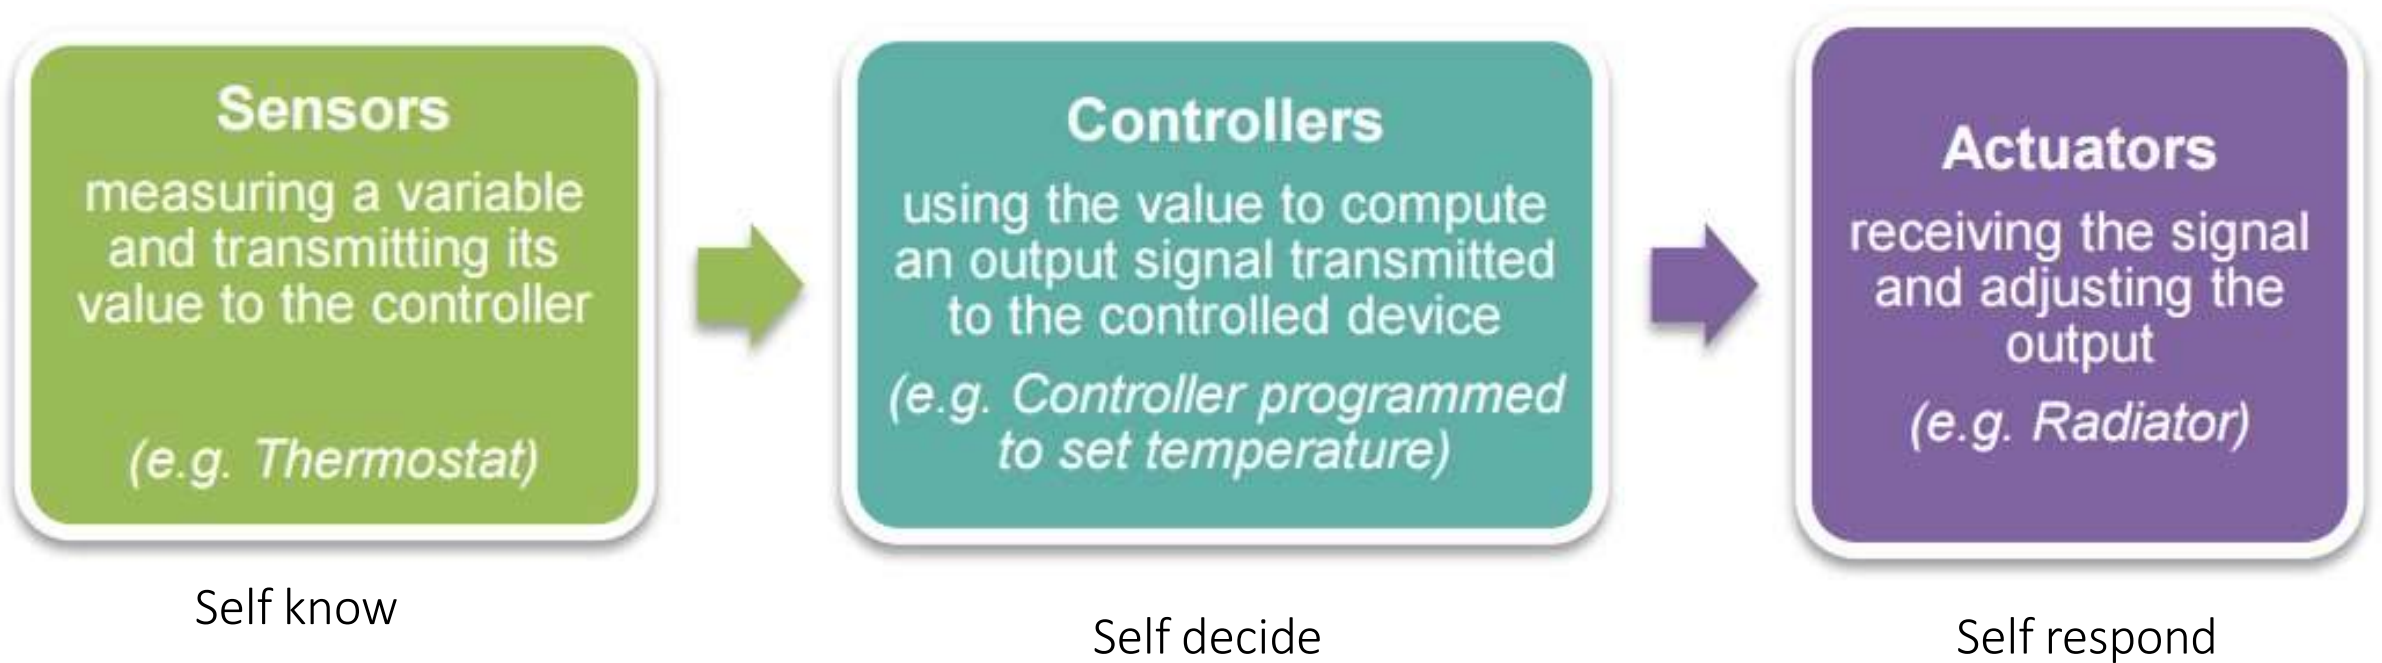 Sensors
measuring a variable
and transmitting its
value to the controller
(e.g. Thermostat)
Self know
Controllers
using the value to compute
an output signal transmitted
to the controlled device
(e.g. Controller programmed
to set temperature)
Self decide
Actuators
receiving the signal
and adjusting the
output
(e.g. Radiator)
Self respond